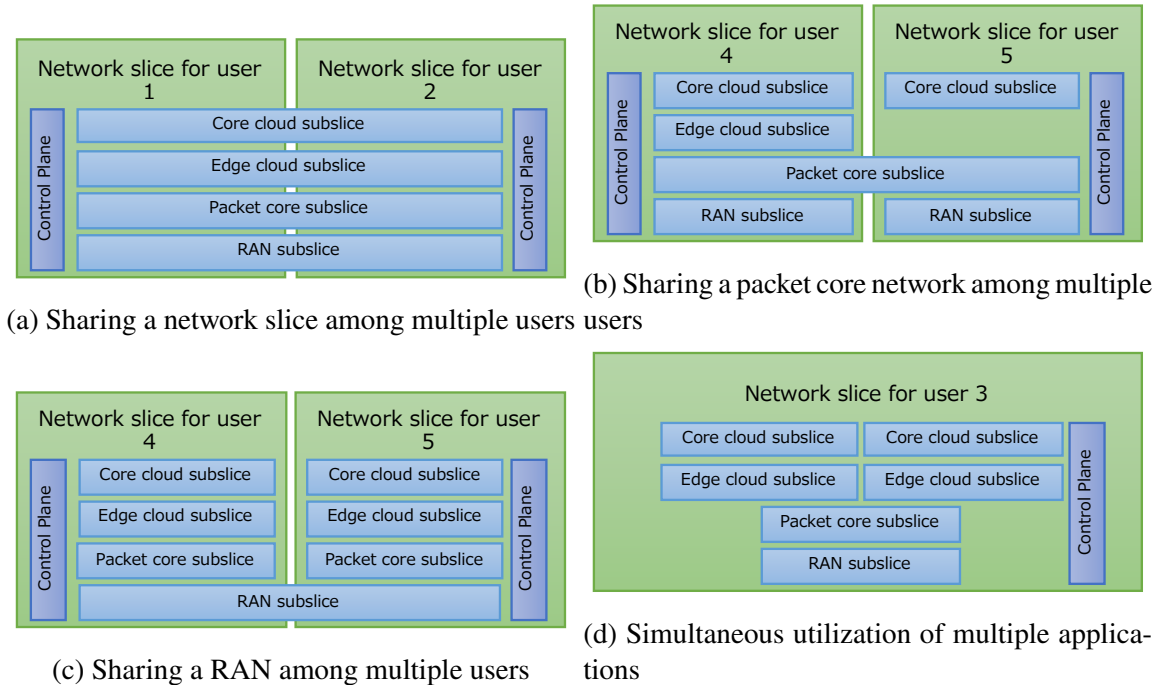 Network slice for user
1
Network slice for user
2
Control Plane
Core cloud subslice
Edge cloud subslice
Packet core subslice
RAN subslice
Control Plane
(a) Sharing a network slice among multiple users
Network slice for user
4
Network slice for user
5
Control Plane
Core cloud subslice
Core cloud subslice
Edge cloud subslice
Packet core subslice
RAN subslice
RAN subslice
Control Plane
(b) Sharing a packet core network among multiple
users
Network slice for user
4
Network slice for user
5
Control Plane
Core cloud subslice
Core cloud subslice
Edge cloud subslice
Edge cloud subslice
Packet core subslice
Packet core subslice
RAN subslice
Control Plane
(c) Sharing a RAN among multiple users
Network slice for user 3
Core cloud subslice
Core cloud subslice
Edge cloud subslice
Edge cloud subslice
Packet core subslice
RAN subslice
Control Plane
(d) Simultaneous utilization of multiple applica-
tions